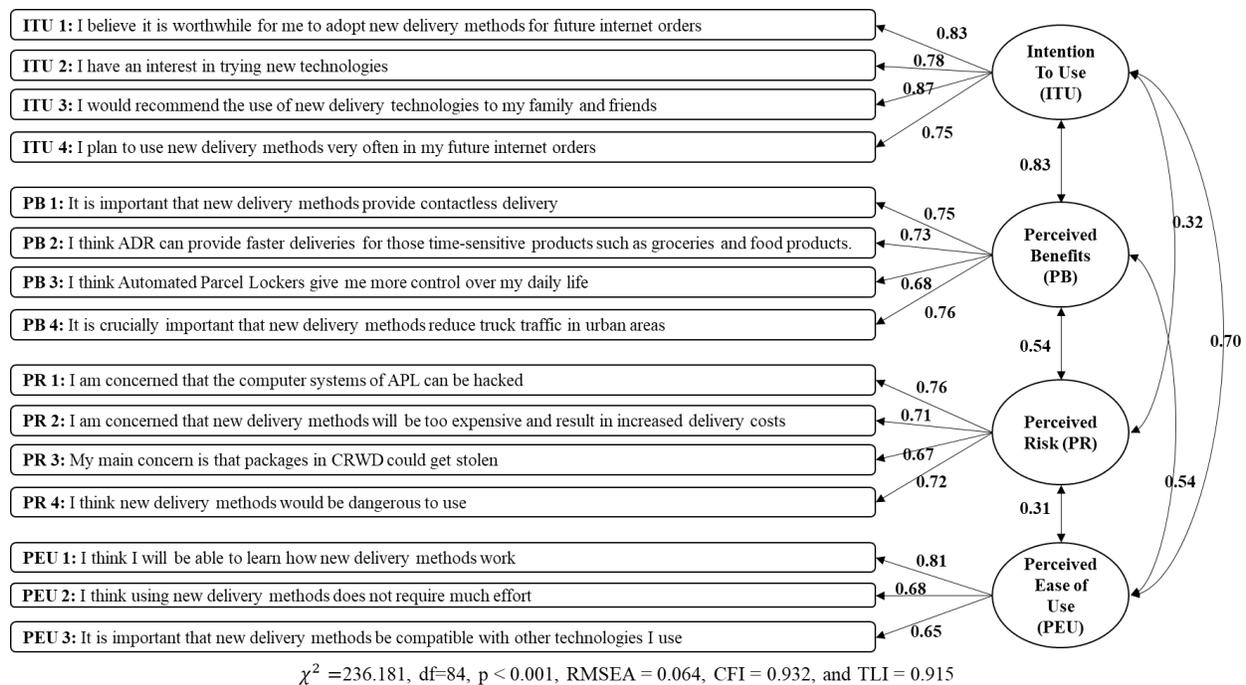 ITU 1: I believe it is worthwhile for me to adopt new delivery methods for future internet orders
ITU 2: I have an interest in trying new technologies
ITU 3: I would recommend the use of new delivery technologies to my family and friends
ITU 4: I plan to use new delivery methods very often in my future internet orders
0.83
0.78
0.87
0.75
Intention
To Use
(ITU)
0.83
PB 1: It is important that new delivery methods provide contactless delivery
PB 2: I think ADR can provide faster deliveries for those time-sensitive products such as groceries and food products.
PB 3: I think Automated Parcel Lockers give me more control over my daily life
PB 4: It is crucially important that new delivery methods reduce truck traffic in urban areas
0.75
0.73
0.68
0.76
Perceived
Benefits
(PB)
0.32
0.54
0.70
PR 1: I am concerned that the computer systems of APL can be hacked
PR 2: I am concerned that new delivery methods will be too expensive and result in increased delivery costs
PR 3: My main concern is that packages in CRWD could get stolen
PR 4: I think new delivery methods would be dangerous to use
0.76
0.71
0.67
0.72
Perceived
Risk (PR)
0.54
0.31
PEU 1: I think I will be able to learn how new delivery methods work
PEU 2: I think using new delivery methods does not require much effort
PEU 3: It is important that new delivery methods be compatible with other technologies I use
0.81
0.68
0.65
Perceived
Ease of
Use
(PEU)
χ² =236.181, df=84, p < 0.001, RMSEA = 0.064, CFI = 0.932, and TLI = 0.915